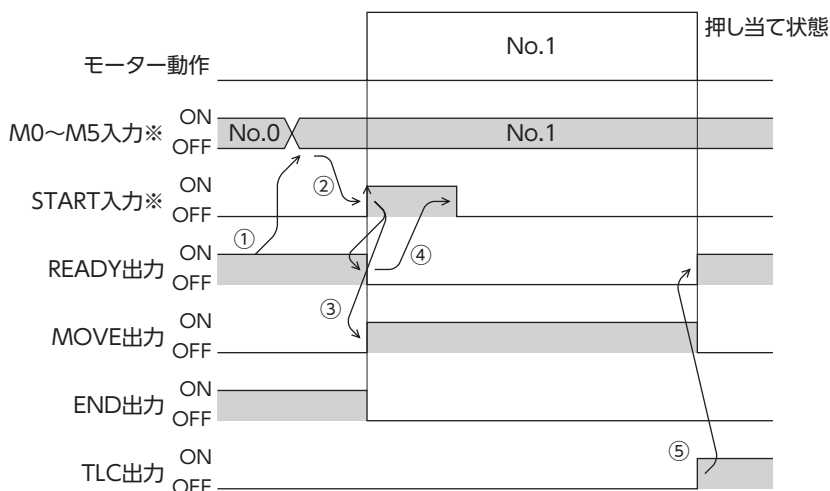 No.1
押し当て状態
モーター動作
M0～M5入力※ ON OFF No.0 No.1
②
START入力※ ON OFF
①
④
READY出力 ON OFF
③
MOVE出力 ON OFF
END出力 ON OFF
⑤
TLC出力 ON OFF